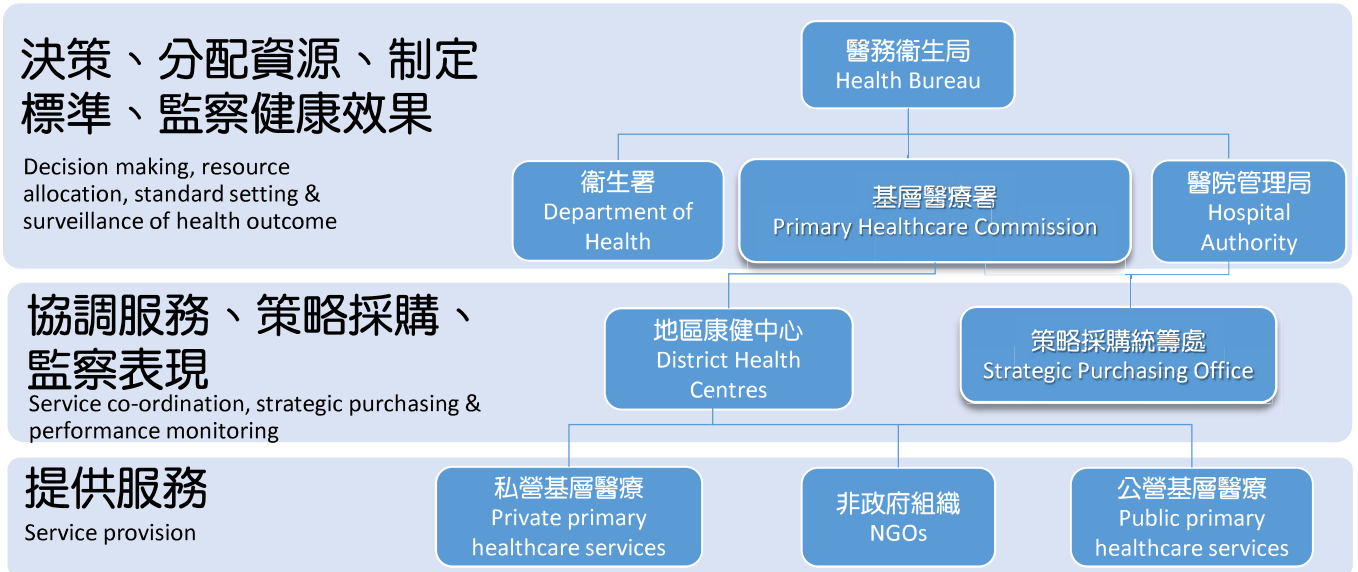 決策、分配資源、制定
標準、監察健康效果
Decision making, resource
allocation, standard setting &
surveillance of health outcome
醫務衞生局
Health Bureau
衞生署
Department of
Health
基層醫療署
Primary Healthcare Commission
醫院管理局
Hospital
Authority
協調服務、策略採購、
監察表現
Service co-ordination, strategic purchasing &
performance monitoring
地區康健中心
District Health
Centres
策略採購統籌處
Strategic Purchasing Office
提供服務
Service provision
私營基層醫療
Private primary
healthcare services
非政府組織
NGOs
公營基層醫療
Public primary
healthcare services